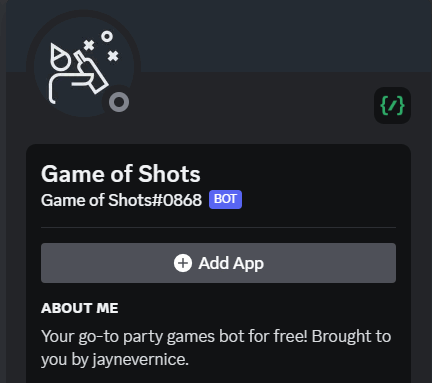 Game of Shots
Game of Shots#0868 BOT
Add App
ABOUT ME
Your go-to party games bot for free! Brought to
you by jaynevernice.